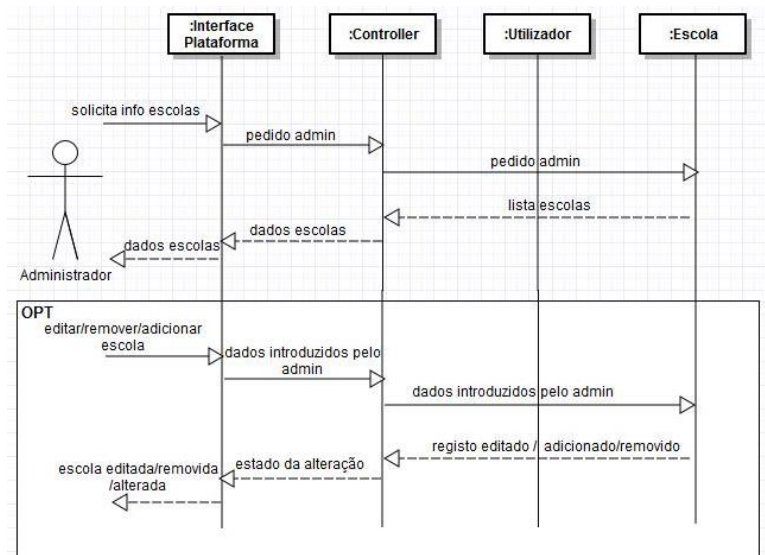 :Interface
Plataforma
:Controller
:Utilizador
:Escola
solicita info escolas
pedido admin
pedido admin
lista escolas
dados escolas
dados escolas
Administrador
OPT
editar/remover/adicionar
escola
dados introduzidos pelo
admin
dados introduzidos pelo admin
registo editado / adicionado/removido
estado da alteração
escola editada/removida
/alterada